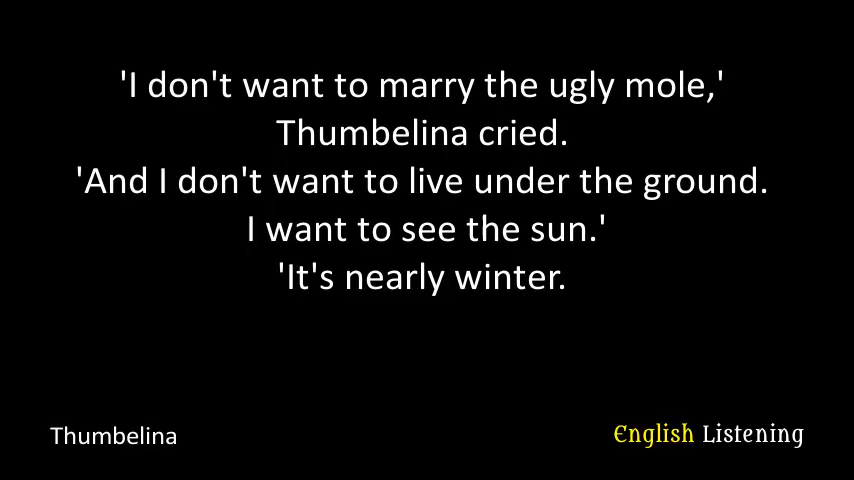 'I don't want to marry the ugly mole,'
Thumbelina cried.
'And I don't want to live under the ground.
I want to see the sun.'
'It's nearly winter.
Thumbelina
English Listening